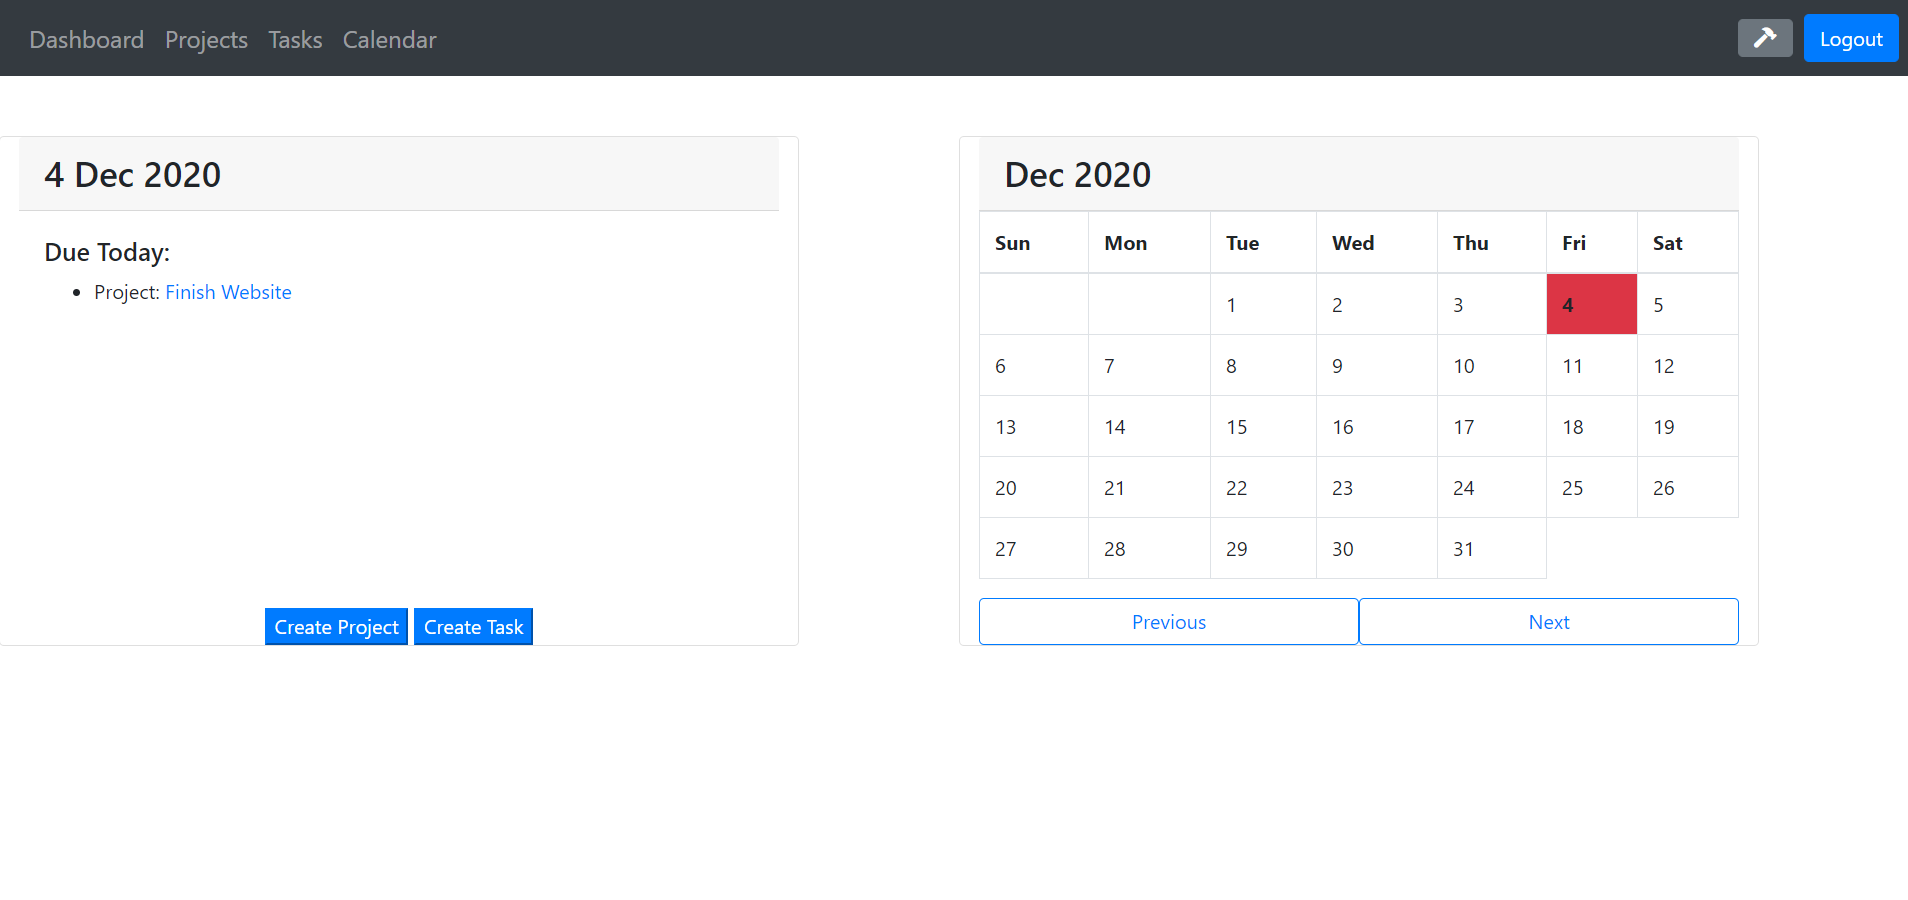 Dashboard Projects Tasks Calendar Logout
4 Dec 2020
Due Today:
Project: Finish Website
Create Project Create Task
Dec 2020
Sun Mon Tue Wed Thu Fri Sat
1 2 3 4 5
6 7 8 9 10 11 12
13 14 15 16 17 18 19
20 21 22 23 24 25 26
27 28 29 30 31
Previous Next